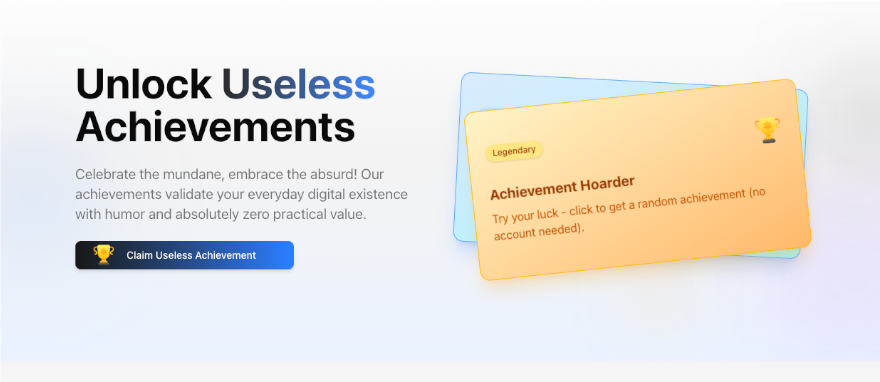 Unlock Useless
Achievements
Celebrate the mundane, embrace the absurd! Our
achievements validate your everyday digital existence
with humor and absolutely zero practical value.
Claim Useless Achievement
Legendary
Achievement Hoarder
Try your luck - click to get a random achievement (no
account needed).